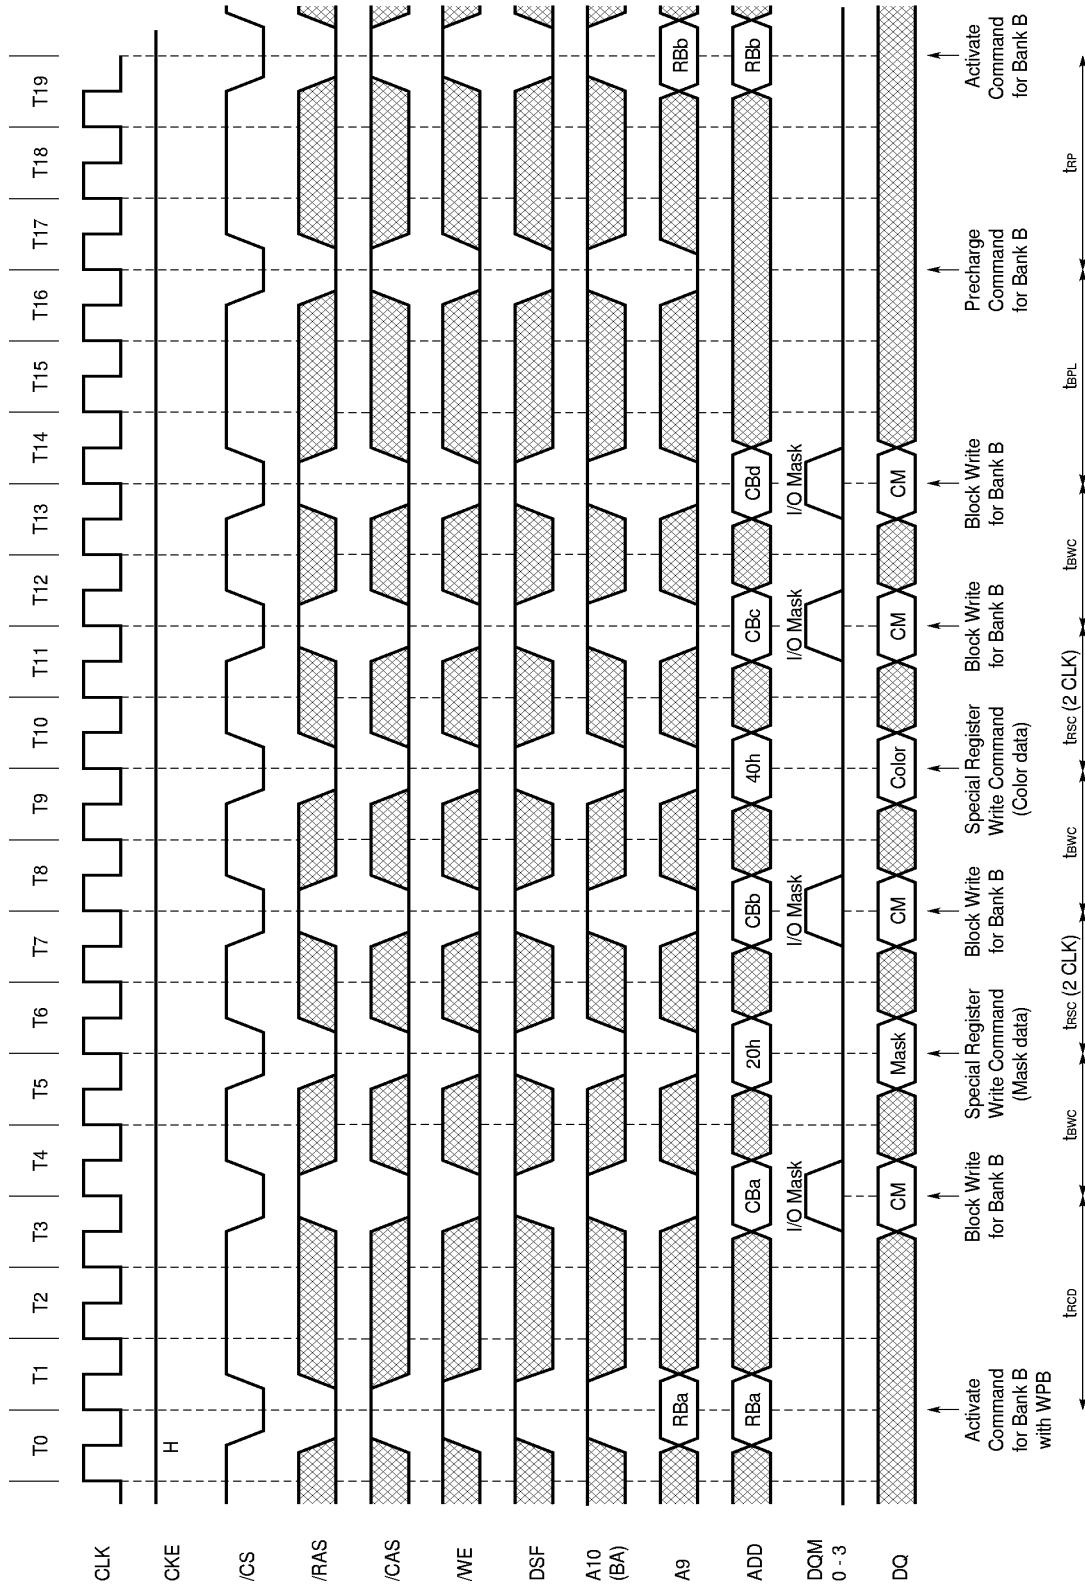 T0 T1 T2 T3 T4 T5 T6 T7 T8 T9 T10 T11 T12 T13 T14 T15 T16 T17 T18 T19
CLK
CKE
H
/CS
/RAS
/CAS
/WE
DSF
A10
(BA)
A9
RBa RBb
ADD
RBa CBa 20h CBb 40h CBc CBd RBb
I/O Mask I/O Mask I/O Mask I/O Mask
DQM
0 - 3
DQ
CM Mask CM Color CM CM
Activate
Command
for Bank B
with WPB
Block Write
for Bank B
Special Register
Write Command
(Mask data)
Block Write
for Bank B
Special Register
Write Command
(Color data)
Block Write
for Bank B
Block Write
for Bank B
Precharge
Command
for Bank B
Activate
Command
for Bank B
tRCD tBWC tRSC (2 CLK) tBWC tRSC (2 CLK) tBWC tBPL tRP